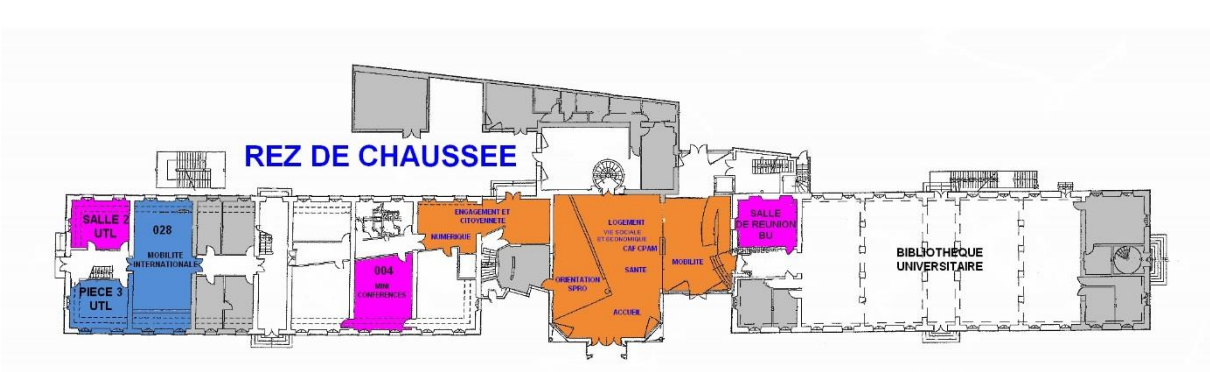 REZ DE CHAUSSEE
SALLE 2
UTL
028
MOBILITE
INTERNATIONALE
PIECE 3
UTL
004
MINI
CONFERENCES
ENGAGEMENT ET
CITOYENNETE
NUMERIQUE
LOGEMENT
VIE SOCIALE
ET ECONOMIQUE
CAF CPAM
SANTE
ORIENTATION
SPRO
ACCUEIL
MOBILITE
SALLE
DE REUNION
BU
BIBLIOTHEQUE
UNIVERSITAIRE